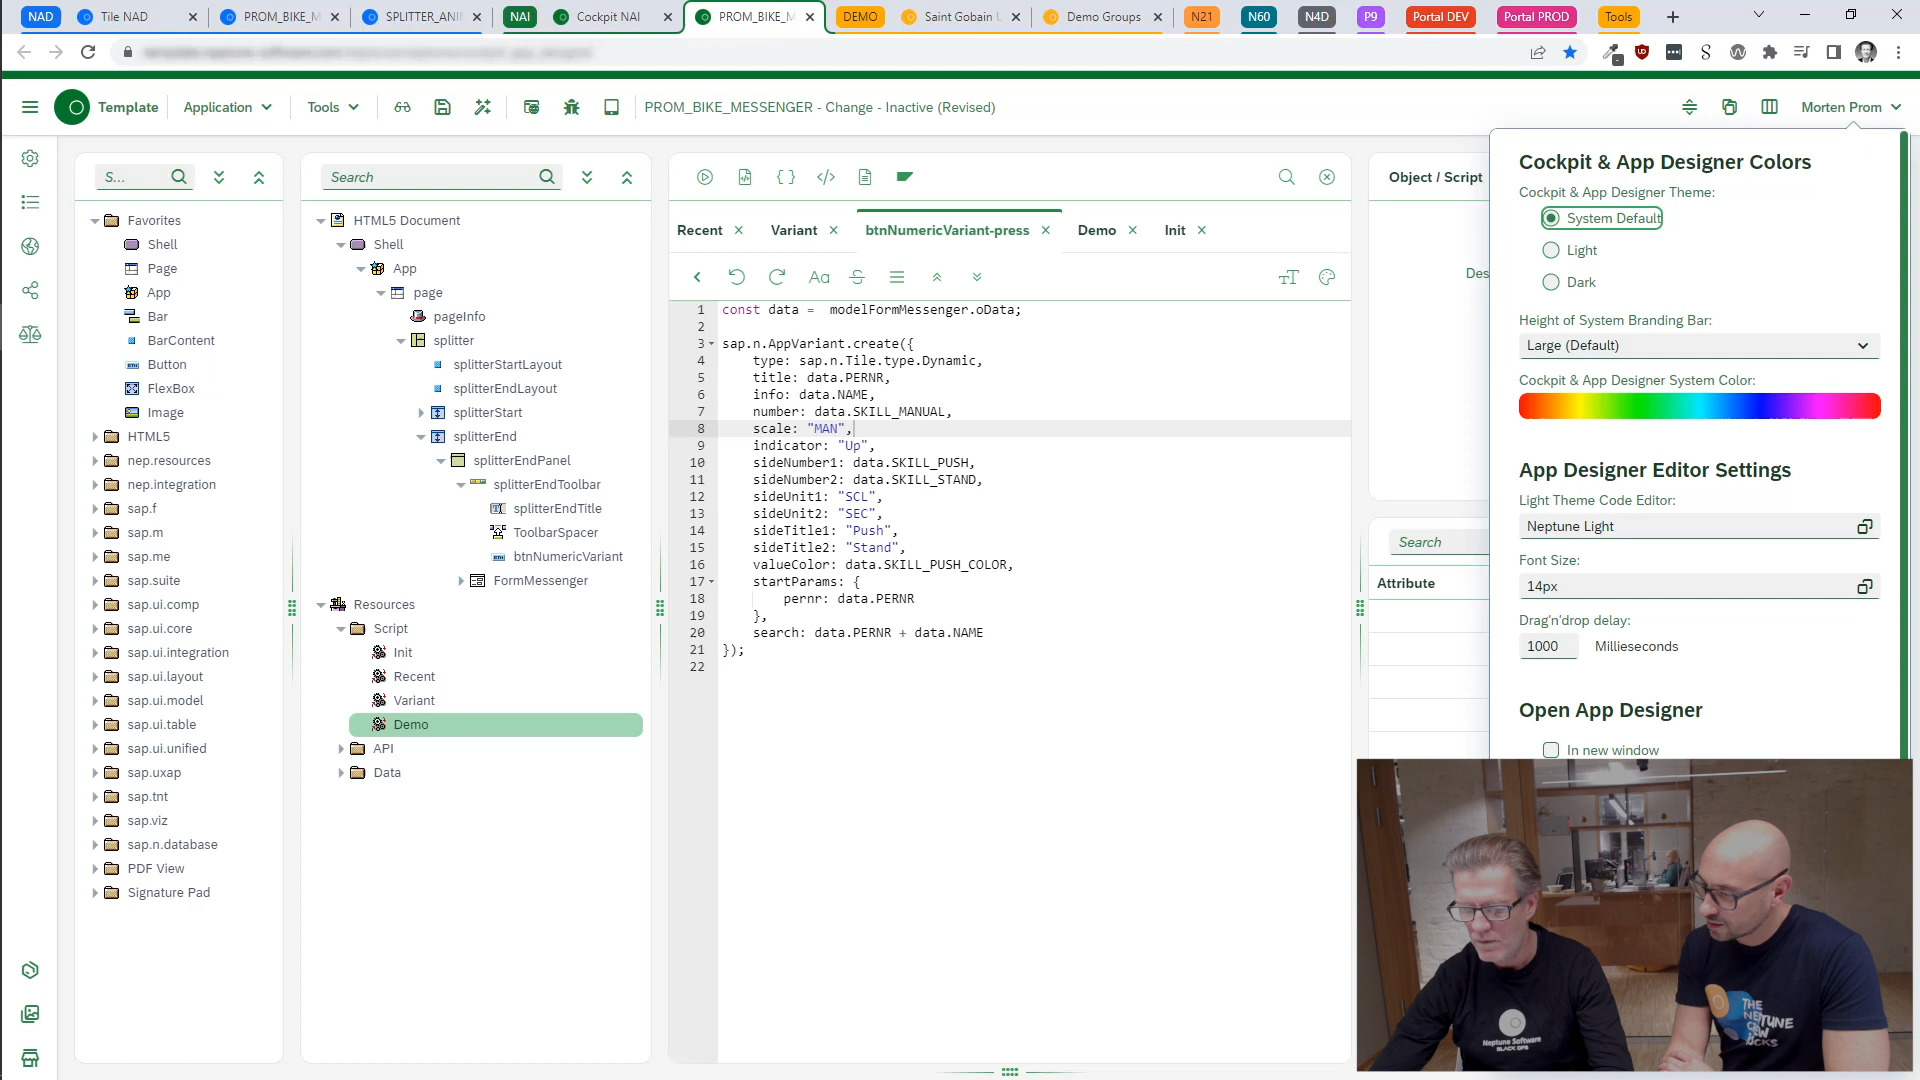 NAD
Tile NAD
PROM_BIKE_M
SPLITTER_ANI
NAI
Cockpit NAI
PROM_BIKE_M
DEMO
Saint Gobain U
Demo Groups
N21
N60
N4D
P9
Portal DEV
Portal PROD
Tools
Template
Application
Tools
PROM_BIKE_MESSENGER - Change - Inactive (Revised)
Morten Prom
S...
Favorites
Shell
Page
App
Bar
BarContent
Button
FlexBox
Image
HTML5
nep.resources
nep.integration
sap.f
sap.m
sap.me
sap.suite
sap.ui.comp
sap.ui.core
sap.ui.integration
sap.ui.layout
sap.ui.model
sap.ui.table
sap.ui.unified
sap.uxap
sap.tnt
sap.viz
sap.n.database
PDF View
Signature Pad
Search
HTML5 Document
Shell
App
page
pageInfo
splitter
splitterStartLayout
splitterEndLayout
splitterStart
splitterEnd
splitterEndPanel
splitterEndToolbar
splitterEndTitle
ToolbarSpacer
btnNumericVariant
FormMessenger
Resources
Script
Init
Recent
Variant
Demo
API
Data
Recent
Variant
btnNumericVariant-press
Demo
Init
Aa
1 const data =  modelFormMessenger.oData;
2
3 sap.n.AppVariant.create({
4     type: sap.n.Tile.type.Dynamic,
5     title: data.PERNR,
6     info: data.NAME,
7     number: data.SKILL_MANUAL,
8     scale: "MAN",
9     indicator: "Up",
10     sideNumber1: data.SKILL_PUSH,
11     sideNumber2: data.SKILL_STAND,
12     sideUnit1: "SCL",
13     sideUnit2: "SEC",
14     sideTitle1: "Push",
15     sideTitle2: "Stand",
16     valueColor: data.SKILL_PUSH_COLOR,
17     startParams: {
18         pernr: data.PERNR
19     },
20     search: data.PERNR + data.NAME
21 });
22
Object / Script
Des
Search
Attribute
Cockpit & App Designer Colors
Cockpit & App Designer Theme:
System Default
Light
Dark
Height of System Branding Bar:
Large (Default)
Cockpit & App Designer System Color:
App Designer Editor Settings
Light Theme Code Editor:
Neptune Light
Font Size:
14px
Drag'n'drop delay:
1000 Millieseconds
Open App Designer
In new window
Neptune Software
BLACK OPS
THE
NEPTUNE